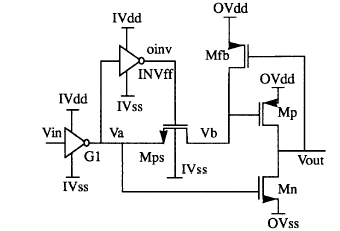 OVdd
IVdd
oinv
Mfb
INVff
OVdd
IVdd
IVss
Mp
Vin
Va
Vb
G1
Mps
IVss
Vout
IVss
Mn
OVss